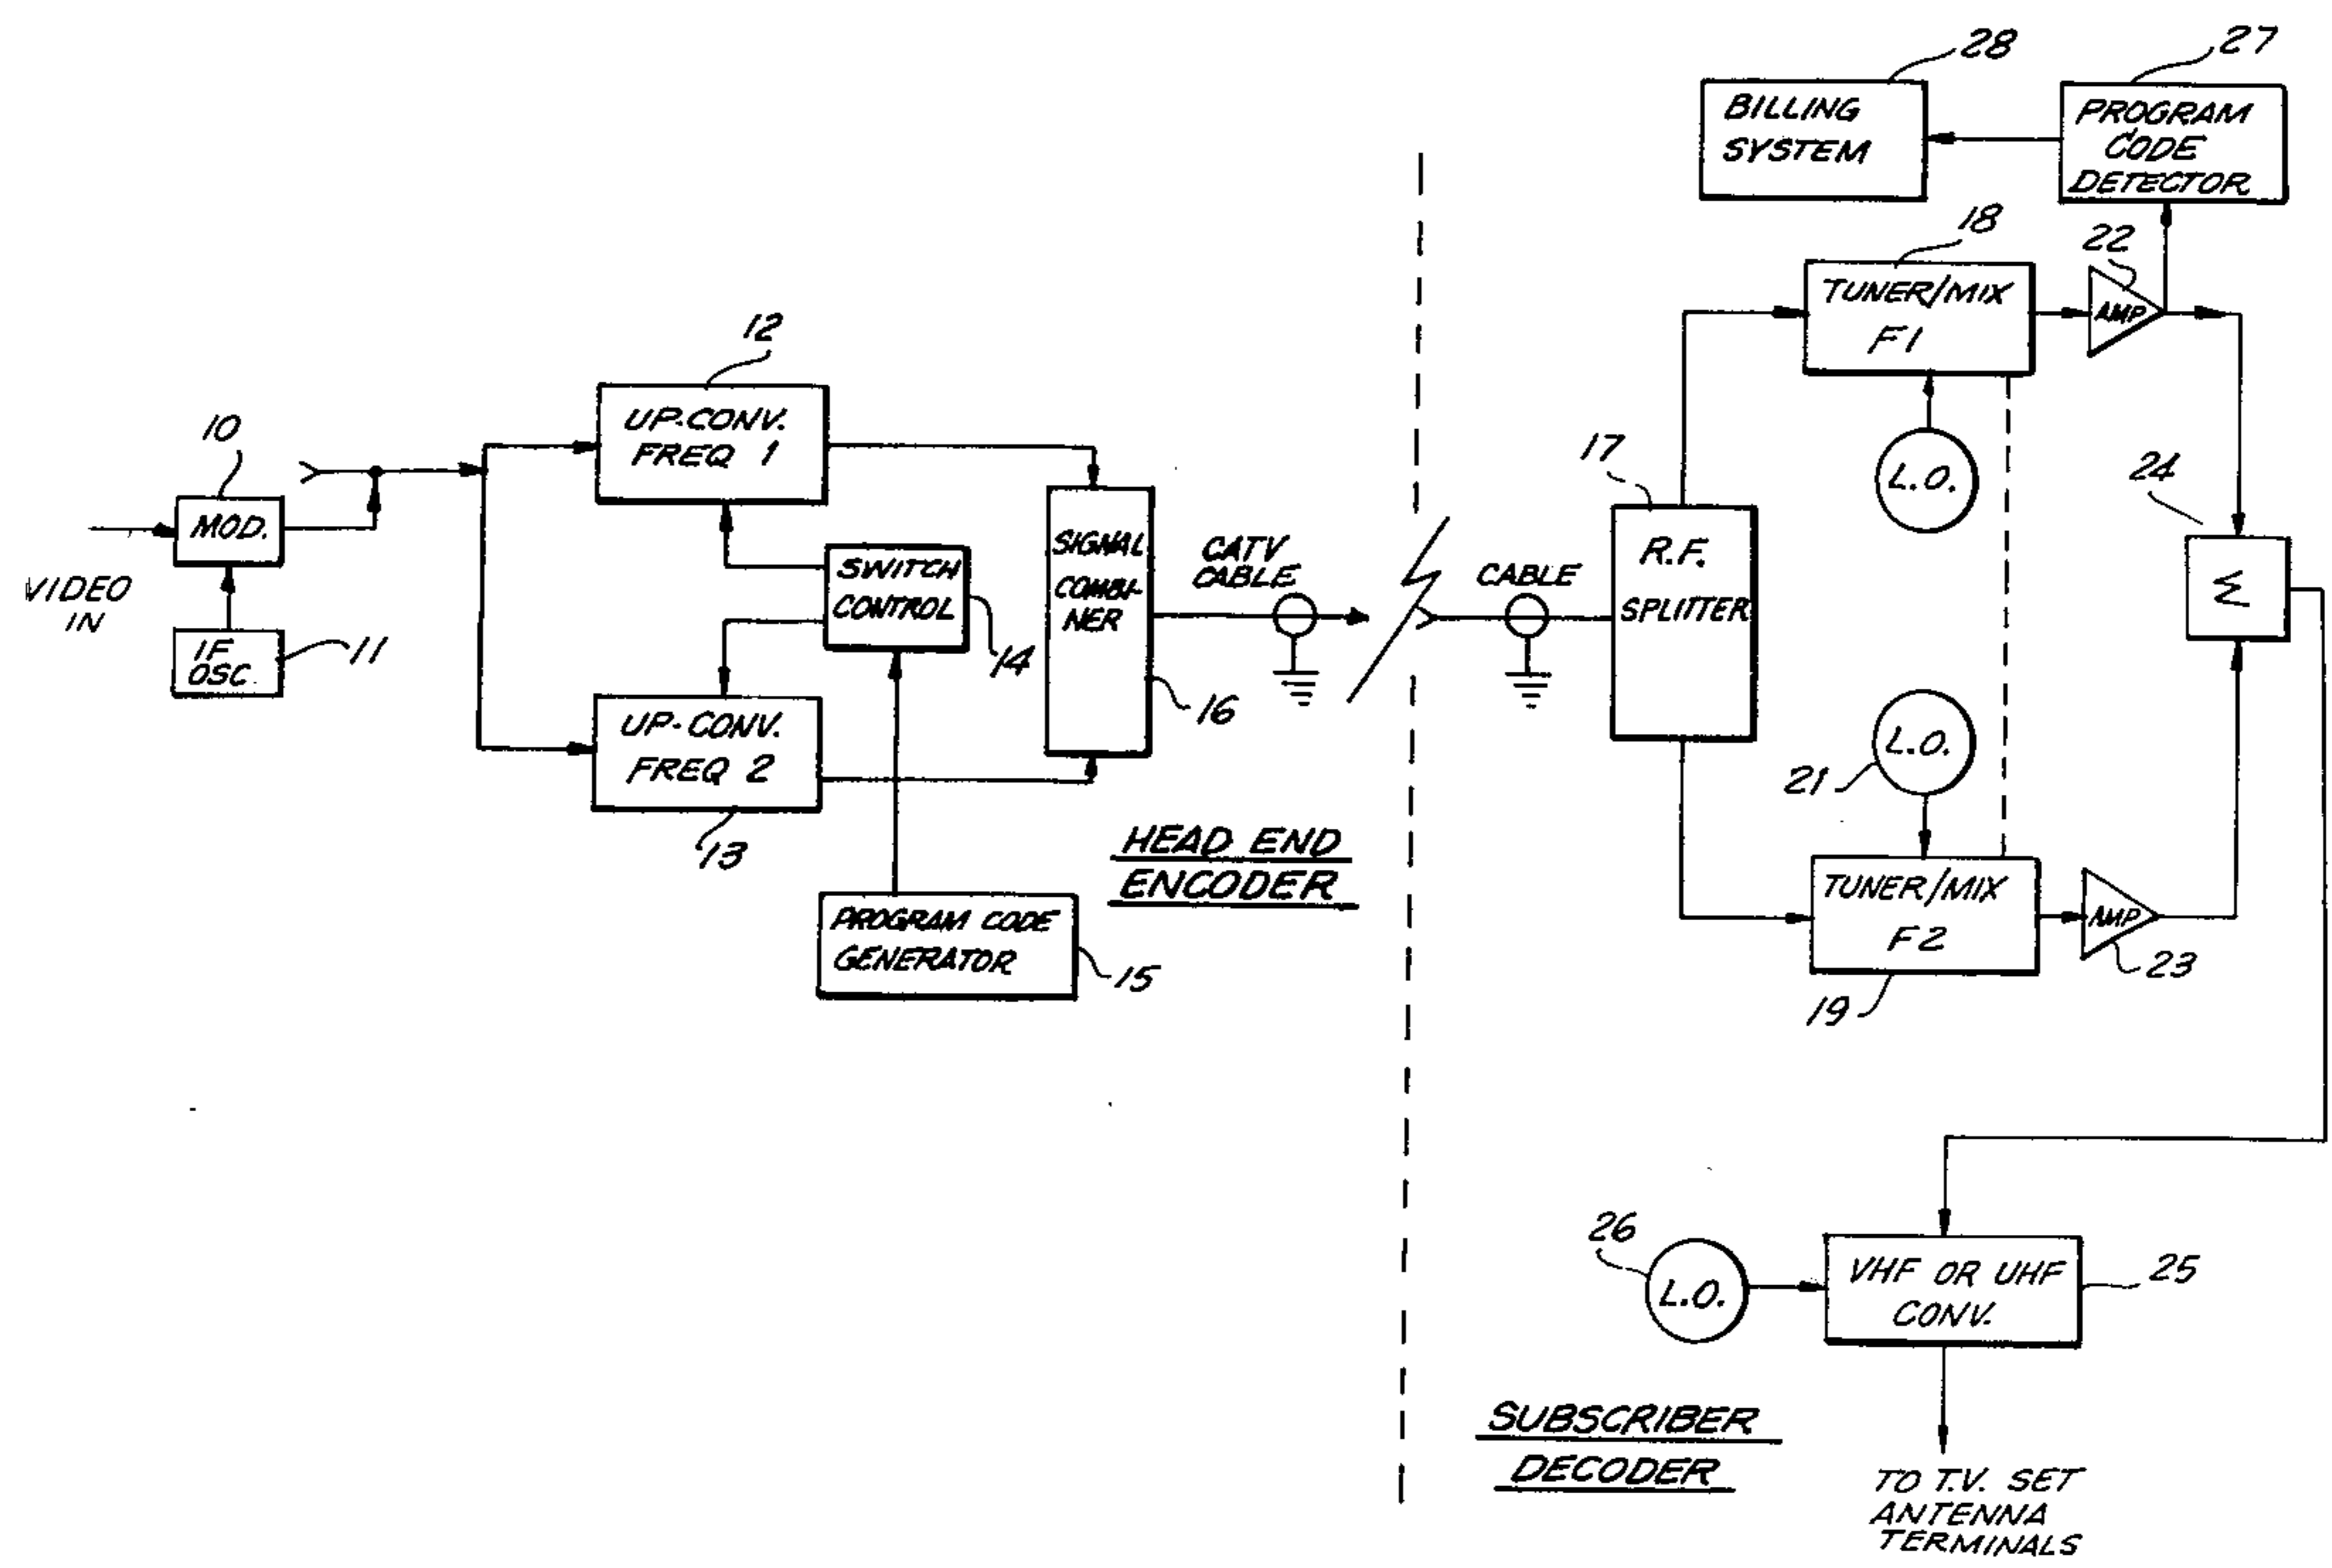 10
MOD.
VIDEO
IN
IF
OSC.
11
12
UP-CONV.
FREQ 1
SWITCH
CONTROL
14
UP-CONV.
FREQ 2
13
PROGRAM CODE
GENERATOR
15
SIGNAL
COMBI-
NER
16
CATV
CABLE
HEAD END
ENCODER
CABLE
17
R.F.
SPLITTER
28
BILLING
SYSTEM
27
PROGRAM
CODE
DETECTOR
18
TUNER/MIX
F1
22
AMP
L.O.
24
Σ
L.O.
21
TUNER/MIX
F2
19
AMP
23
26
L.O.
VHF OR UHF
CONV.
25
SUBSCRIBER
DECODER
TO T.V. SET
ANTENNA
TERMINALS